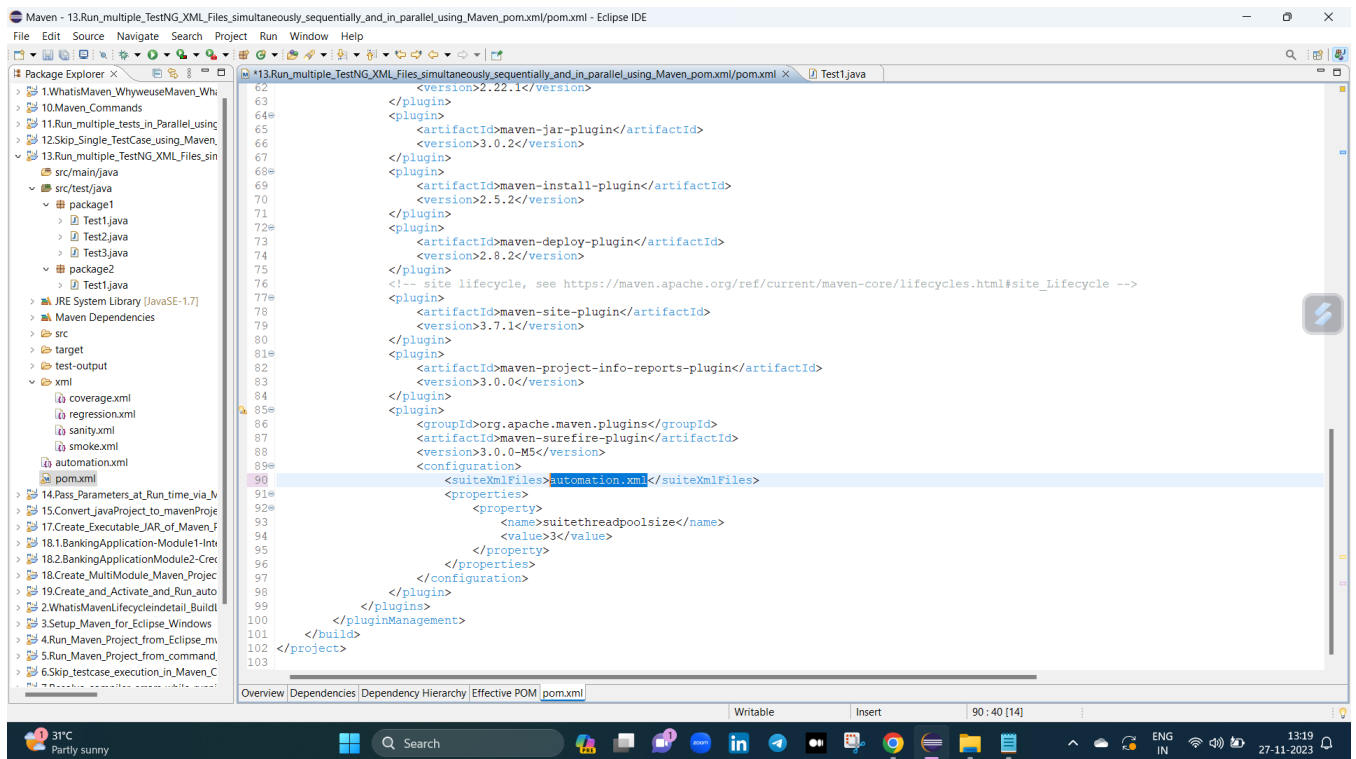 Maven - 13.Run_multiple_TestNG_XML_Files_simultaneously_sequentially_and_in_parallel_using_Maven_pom.xml/pom.xml - Eclipse IDE
File Edit Source Navigate Search Project Run Window Help
Package Explorer
1.WhatisMaven_WhyweuseMaven_Wha
10.Maven_Commands
11.Run_multiple_tests_in_Parallel_using
12.Skip_Single_TestCase_using_Maven_
13.Run_multiple_TestNG_XML_Files_sin
src/main/java
src/test/java
package1
Test1.java
Test2.java
Test3.java
package2
Test1.java
JRE System Library [JavaSE-1.7]
Maven Dependencies
src
target
test-output
xml
coverage.xml
regression.xml
sanity.xml
smoke.xml
automation.xml
pom.xml
14.Pass_Parameters_at_Run_time_via_M
15.Convert_javaProject_to_mavenProje
17.Create_Executable_JAR_of_Maven_F
18.1.BankingApplication-Module1-Inte
18.2.BankingApplicationModule2-Cred
18.Create_MultiModule_Maven_Projec
19.Create_and_Activate_and_Run_auto
2.WhatisMavenLifecycleindetail_BuildL
3.Setup_Maven_for_Eclipse_Windows
4.Run_Maven_Project_from_Eclipse_mv
5.Run_Maven_Project_from_command_
6.Skip_testcase_execution_in_Maven_C
*13.Run_multiple_TestNG_XML_Files_simultaneously_sequentially_and_in_parallel_using_Maven_pom.xml/pom.xml
Test1.java
62 <version>2.22.1</version>
63 </plugin>
64 <plugin>
65 <artifactId>maven-jar-plugin</artifactId>
66 <version>3.0.2</version>
67 </plugin>
68 <plugin>
69 <artifactId>maven-install-plugin</artifactId>
70 <version>2.5.2</version>
71 </plugin>
72 <plugin>
73 <artifactId>maven-deploy-plugin</artifactId>
74 <version>2.8.2</version>
75 </plugin>
76 <!-- site lifecycle, see https://maven.apache.org/ref/current/maven-core/lifecycles.html#site_Lifecycle -->
77 <plugin>
78 <artifactId>maven-site-plugin</artifactId>
79 <version>3.7.1</version>
80 </plugin>
81 <plugin>
82 <artifactId>maven-project-info-reports-plugin</artifactId>
83 <version>3.0.0</version>
84 </plugin>
85 <plugin>
86 <groupId>org.apache.maven.plugins</groupId>
87 <artifactId>maven-surefire-plugin</artifactId>
88 <version>3.0.0-M5</version>
89 <configuration>
90 <suiteXmlFiles>automation.xml</suiteXmlFiles>
91 <properties>
92 <property>
93 <name>suitethreadpoolsize</name>
94 <value>3</value>
95 </property>
96 </properties>
97 </configuration>
98 </plugin>
99 </plugins>
100 </pluginManagement>
101 </build>
102 </project>
103
Overview Dependencies Dependency Hierarchy Effective POM pom.xml
Writable Insert 90 : 40 [14]
1 31°C
Partly sunny
Search
PRE
1
zoom
in
ENG
IN
13:19
27-11-2023